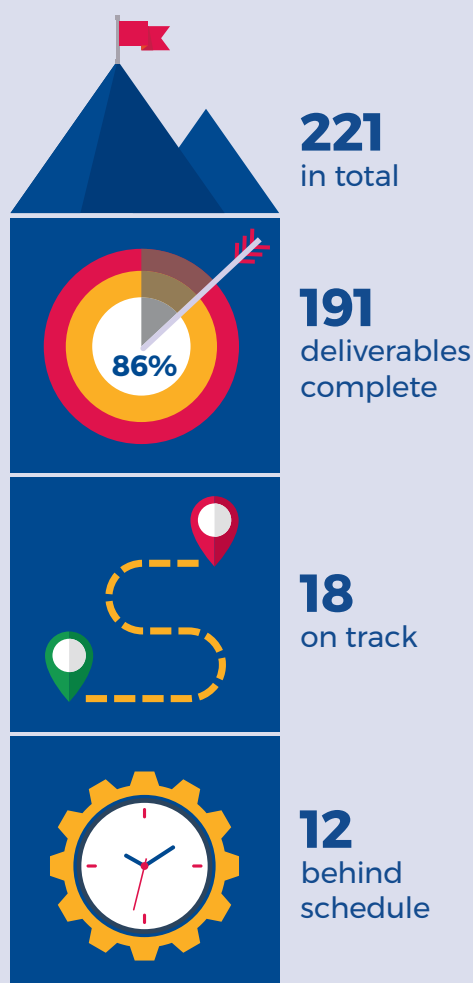 221
in total
86%
191
deliverables
complete
18
on track
12
behind
schedule